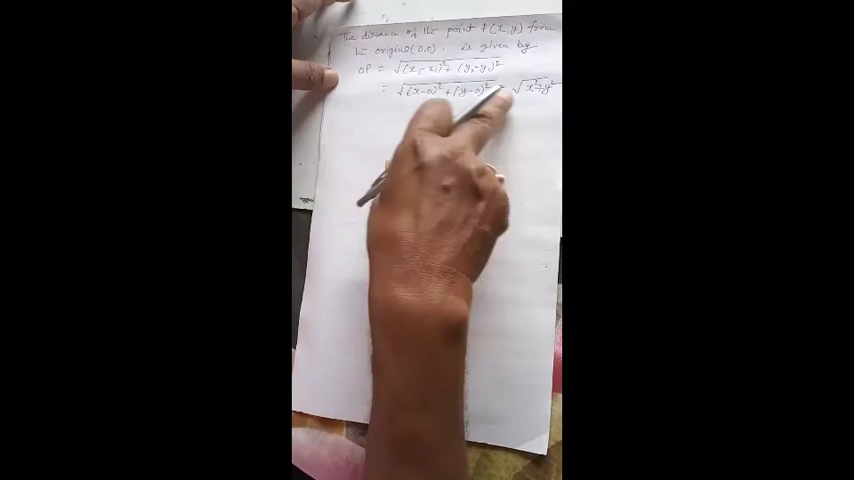 The distance of the point P(x,y) from
the origin O(0,0). is given by
OP = √(x₂-x₁)²+(y₂-y₁)²
= √(x-0)²+(y-0)² = √x²+y²